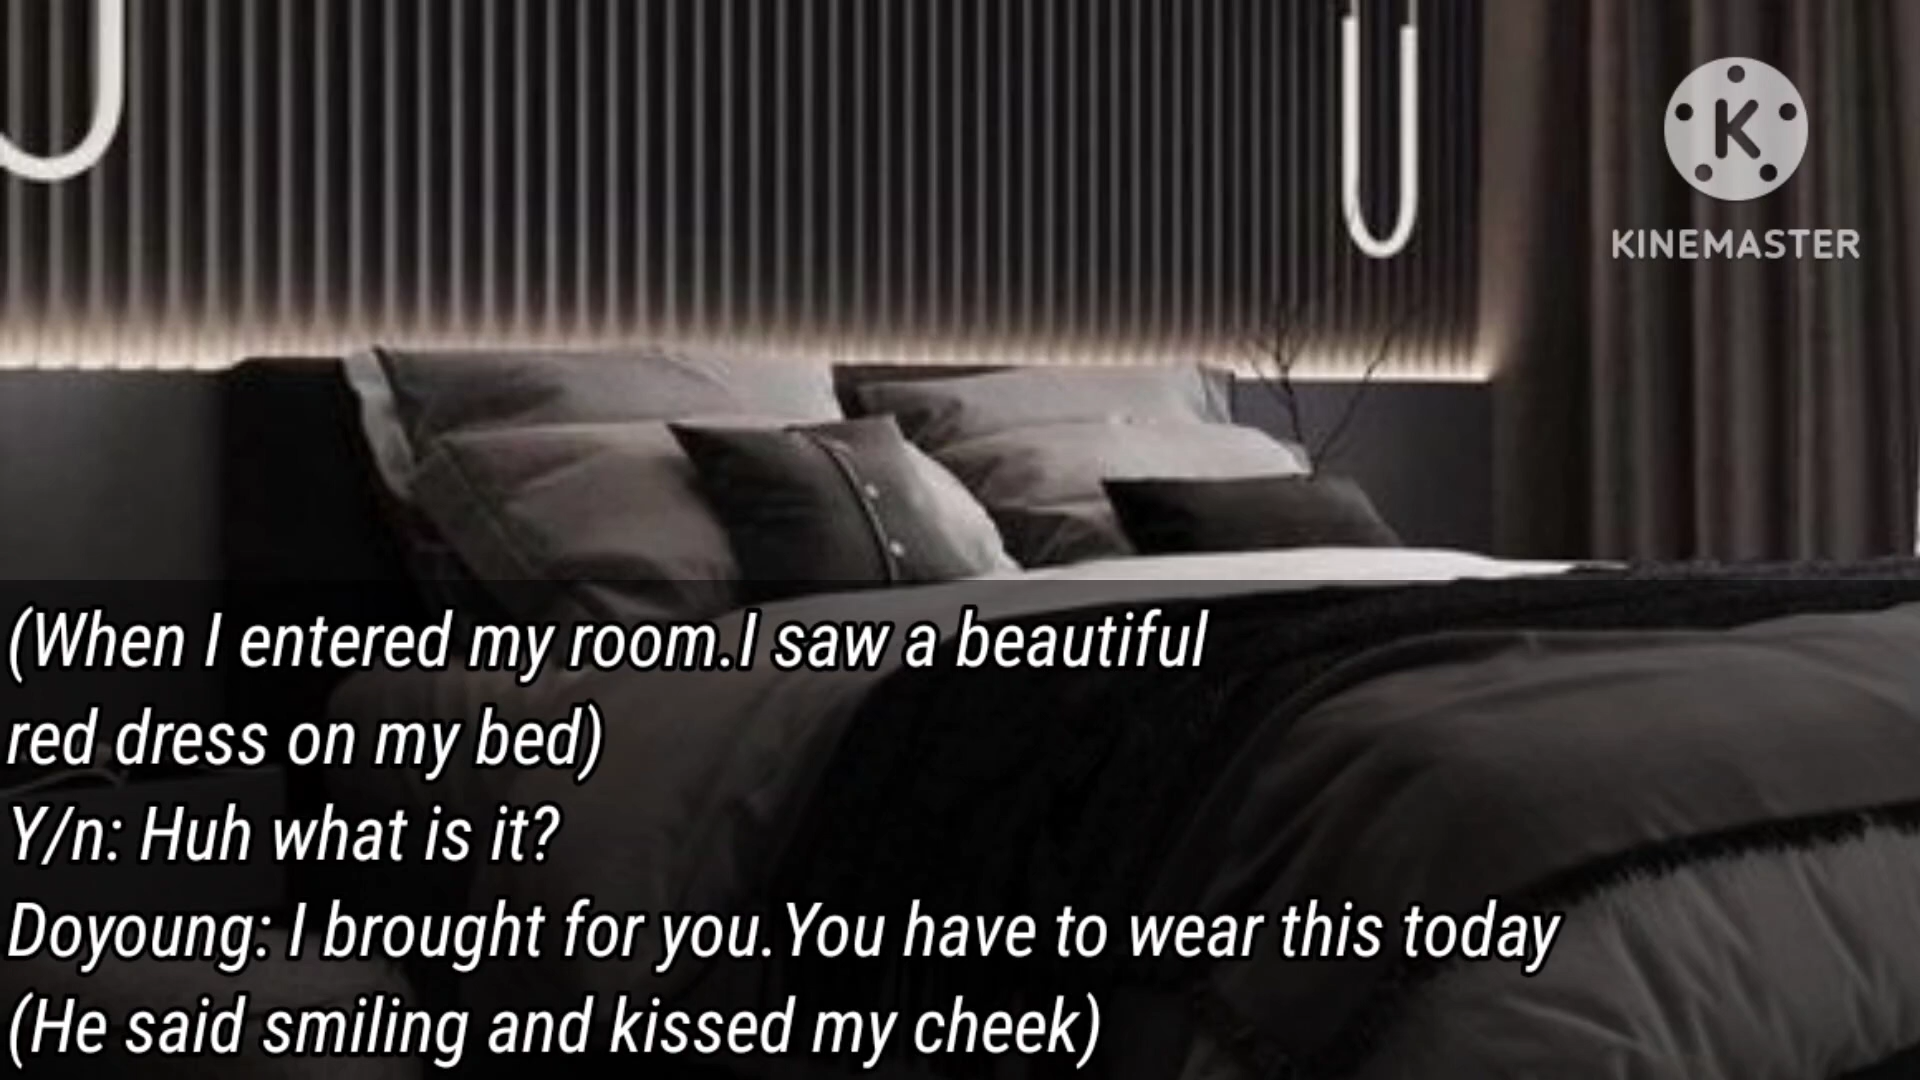 KINEMASTER
(When I entered my room.I saw a beautiful
red dress on my bed)
Y/n: Huh what is it?
Doyoung: I brought for you.You have to wear this today
(He said smiling and kissed my cheek)